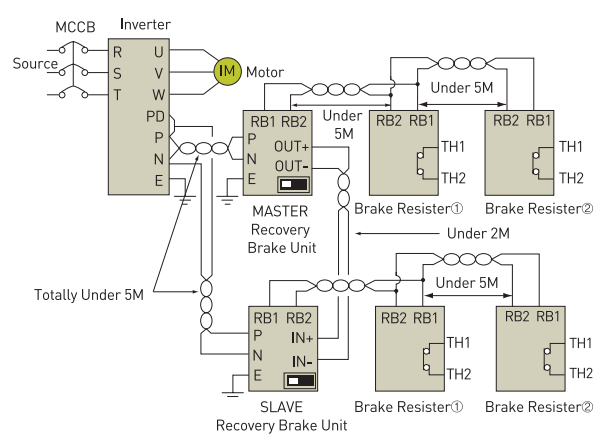 MCCB
Inverter
Source
R
S
T
U
V
W
PD
P
N
E
IM
Motor
RB1 RB2
P
N
E
OUT+
OUT-
MASTER
Recovery
Brake Unit
Under
5M
RB2 RB1
TH1
TH2
Brake Resister①
Under 5M
RB2 RB1
TH1
TH2
Brake Resister②
Under 2M
Totally Under 5M
RB1 RB2
P
N
E
IN+
IN-
SLAVE
Recovery Brake Unit
RB2 RB1
TH1
TH2
Brake Resister①
Under 5M
RB2 RB1
TH1
TH2
Brake Resister②